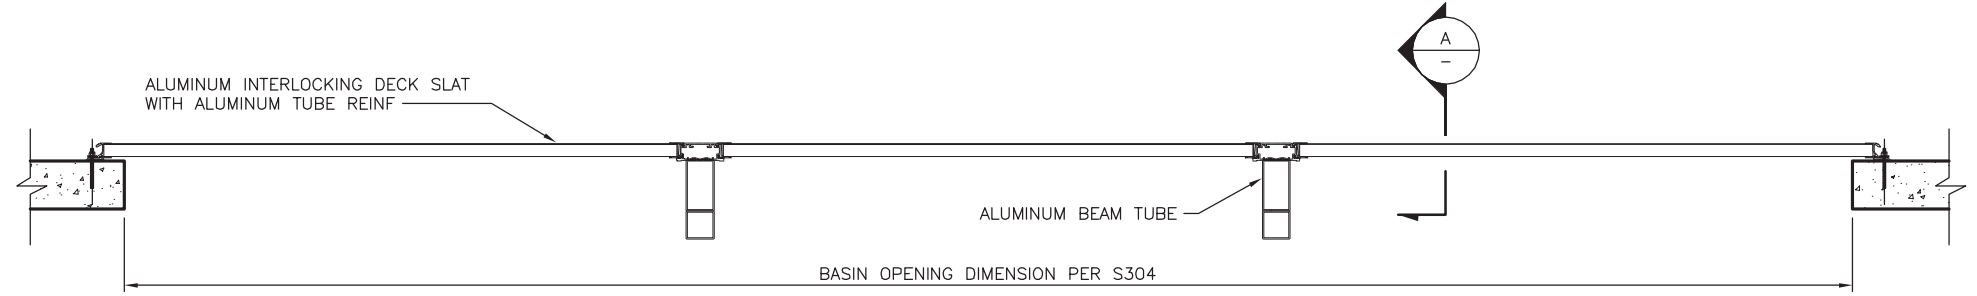 A
-
ALUMINUM INTERLOCKING DECK SLAT
WITH ALUMINUM TUBE REINF
ALUMINUM BEAM TUBE
BASIN OPENING DIMENSION PER S304